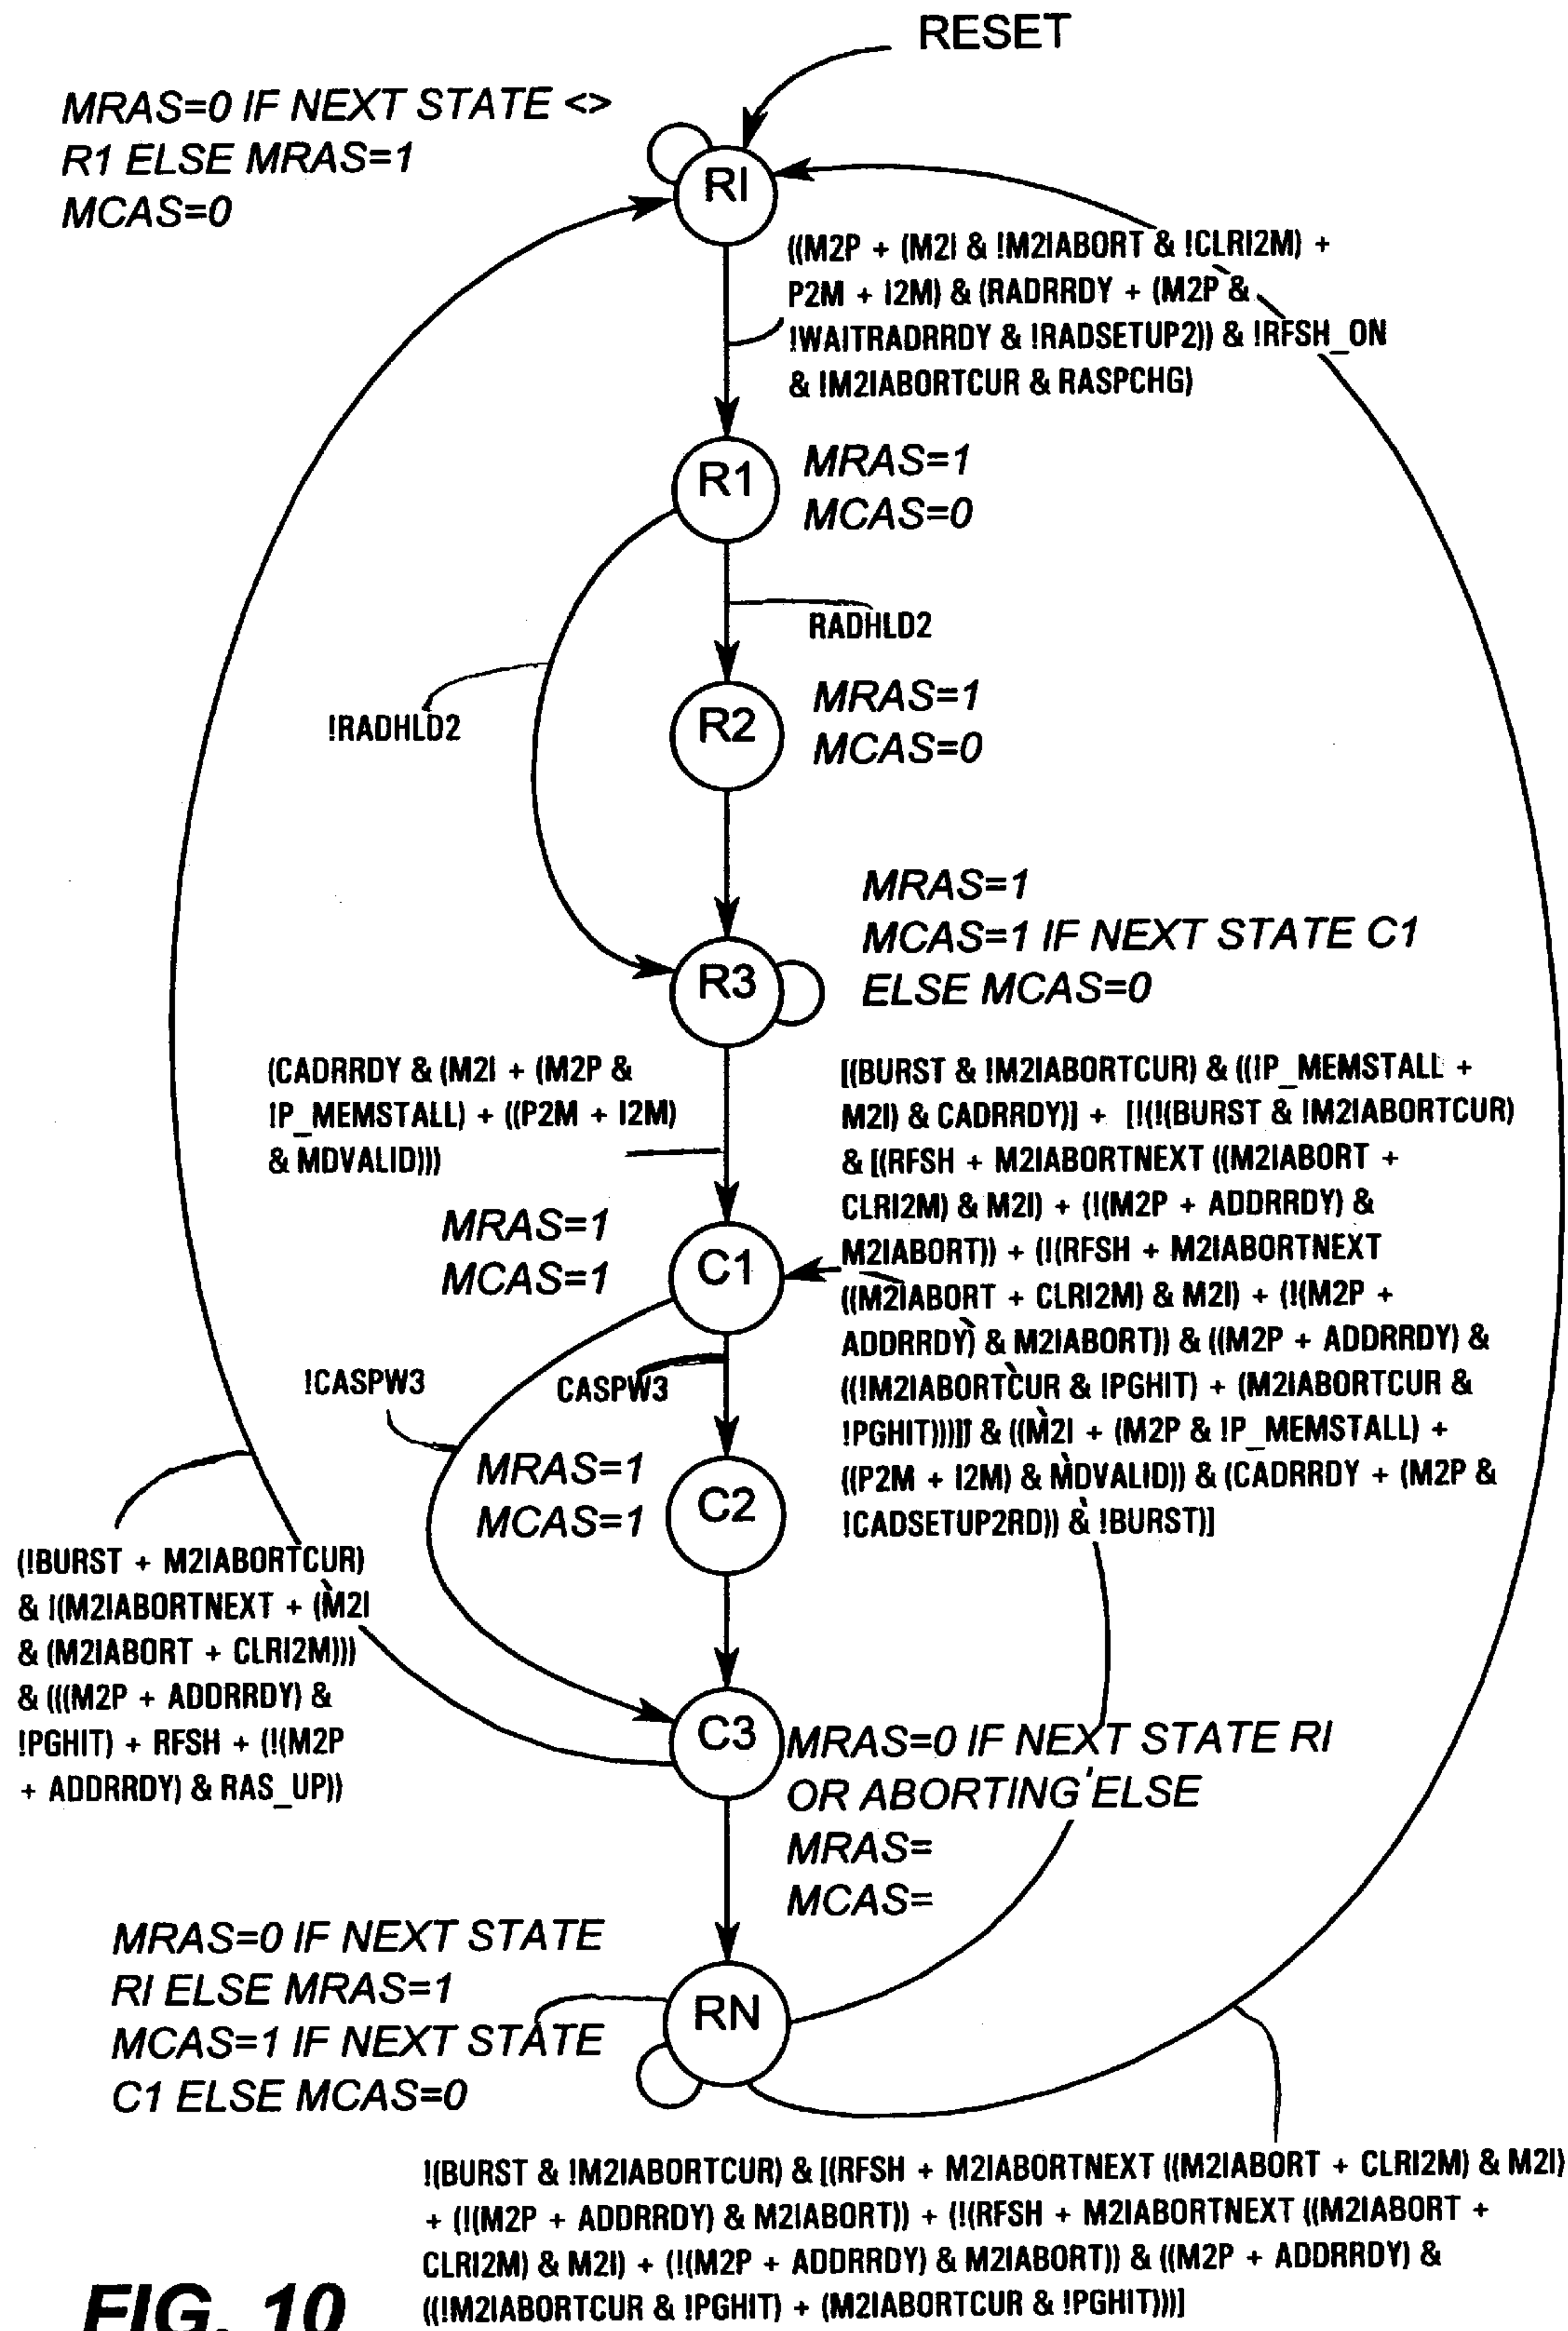 RESET
MRAS=0 IF NEXT STATE <>
R1 ELSE MRAS=1
MCAS=0
RI
((M2P + (M2I & !M2IABORT & !CLRI2M) +
P2M + I2M) & (RADRRDY + (M2P &
!WAITRADRRDY & !RADSETUP2)) & !RFSH_ON
& !M2IABORTCUR & RASPCHG)
R1
MRAS=1
MCAS=0
RADHLD2
!RADHLD2
R2
MRAS=1
MCAS=0
MRAS=1
MCAS=1 IF NEXT STATE C1
ELSE MCAS=0
R3
(CADRRDY & (M2I + (M2P &
!P_MEMSTALL) + ((P2M + I2M)
& MDVALID)))
[(BURST & !M2IABORTCUR) & ((!P_MEMSTALL +
M2I) & CADRRDY)] + [!(!(BURST & !M2IABORTCUR)
& [(RFSH + M2IABORTNEXT ((M2IABORT +
CLRI2M) & M2I) + (!(M2P + ADDRRDY) &
M2IABORT)) + (!(RFSH + M2IABORTNEXT
((M2IABORT + CLRI2M) & M2I) + (!(M2P +
ADDRRDY) & M2IABORT)) & ((M2P + ADDRRDY) &
((!M2IABORTCUR & !PGHIT) + (M2IABORTCUR &
!PGHIT)))]] & ((M2I + (M2P & !P_MEMSTALL) +
((P2M + I2M) & MDVALID)) & (CADRRDY + (M2P &
!CADSETUP2RD)) & !BURST)]
MRAS=1
MCAS=1
C1
!CASPW3
CASPW3
MRAS=1
MCAS=1
C2
(!BURST + M2IABORTCUR)
& !(M2IABORTNEXT + (M2I
& (M2IABORT + CLRI2M)))
& (((M2P + ADDRRDY) &
!PGHIT) + RFSH + (!(M2P
+ ADDRRDY) & RAS_UP))
C3
MRAS=0 IF NEXT STATE RI
OR ABORTING ELSE
MRAS=
MCAS=
MRAS=0 IF NEXT STATE
RI ELSE MRAS=1
MCAS=1 IF NEXT STATE
C1 ELSE MCAS=0
RN
!(BURST & !M2IABORTCUR) & [(RFSH + M2IABORTNEXT ((M2IABORT + CLRI2M) & M2I)
+ (!(M2P + ADDRRDY) & M2IABORT)) + (!(RFSH + M2IABORTNEXT ((M2IABORT +
CLRI2M) & M2I) + (!(M2P + ADDRRDY) & M2IABORT)) & ((M2P + ADDRRDY) &
((!M2IABORTCUR & !PGHIT) + (M2IABORTCUR & !PGHIT)))]
FIG. 10